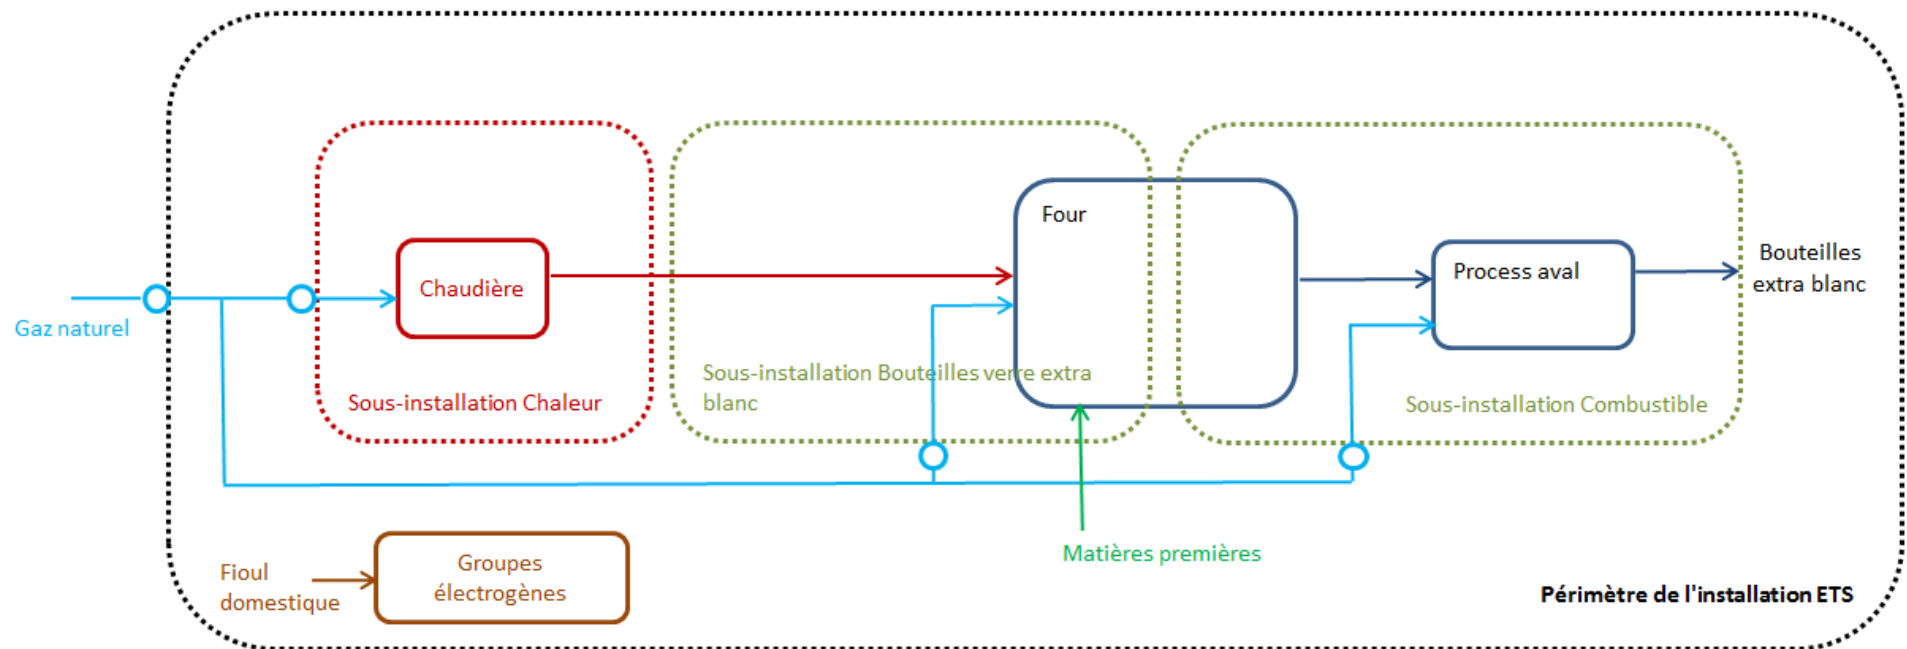 Four
Bouteilles
extra blanc
Process aval
Chaudière
Gaz naturel
Sous-installation Bouteilles verre extra
blanc
Sous-installation Chaleur
Sous-installation Combustible
Matières premières
Groupes
électrogènes
Fioul
domestique
Périmètre de l'installation ETS